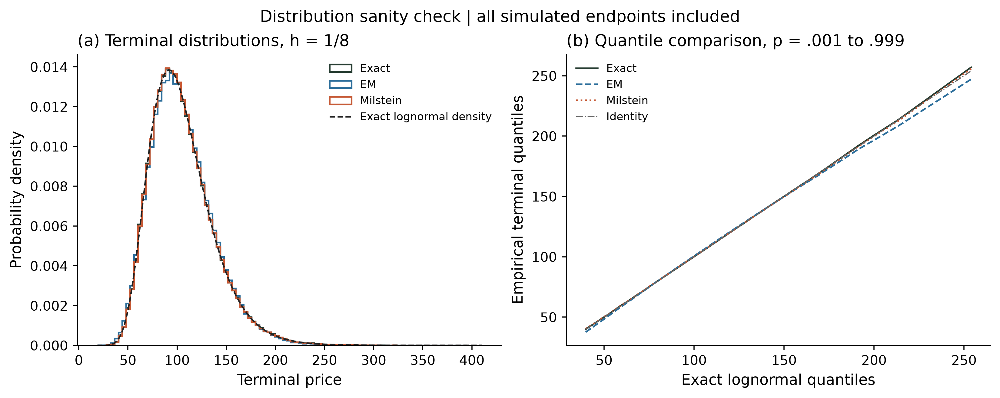 Distribution sanity check | all simulated endpoints included
(a) Terminal distributions, h = 1/8
Probability density
0.014
0.012
0.010
0.008
0.006
0.004
0.002
0.000
0 50 100 150 200 250 300 350 400
Terminal price
Exact
EM
Milstein
Exact lognormal density
(b) Quantile comparison, p = .001 to .999
Empirical terminal quantiles
250
200
150
100
50
50 100 150 200 250
Exact lognormal quantiles
Exact
EM
Milstein
Identity